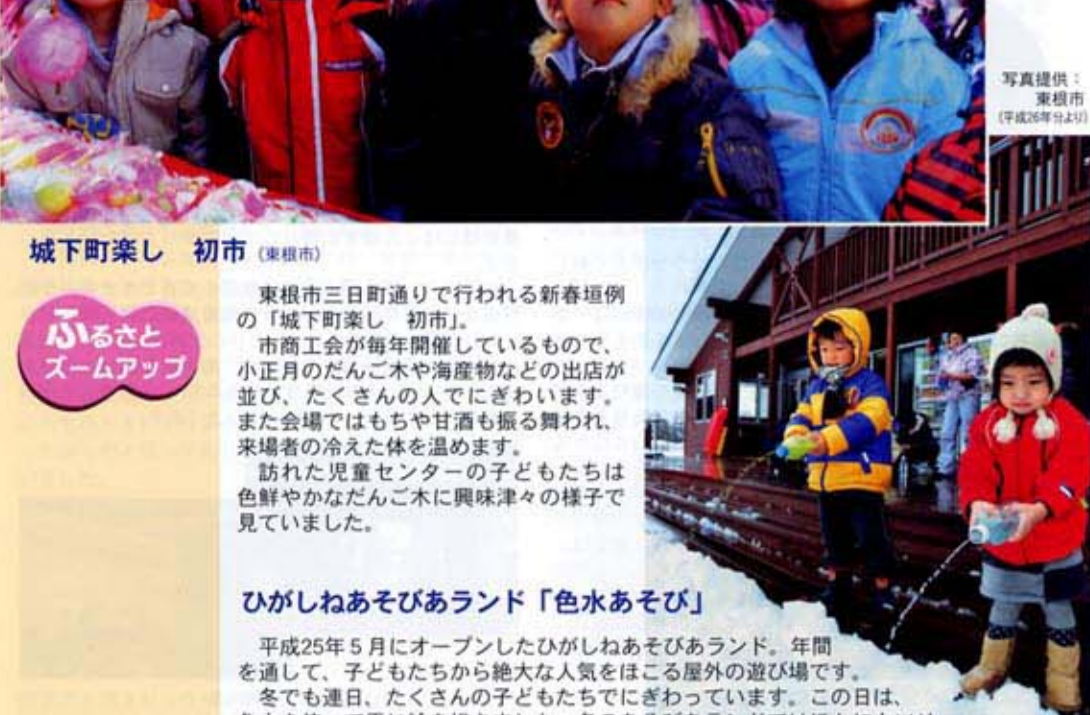 写真提供：
東根市
(平成26年分より)
城下町楽し　初市（東根市）
ふるさと
ズームアップ
　東根市三日町通りで行われる新春垣例
の「城下町楽し　初市」。
　市商工会が毎年開催しているもので、
小正月のだんご木や海産物などの出店が
並び、たくさんの人でにぎわいます。
また会場ではもちや甘酒も振る舞われ、
来場者の冷えた体を温めます。
　訪れた児童センターの子どもたちは
色鮮やかなだんご木に興味津々の様子で
見ていました。
ひがしねあそびあランド「色水あそび」
　平成25年５月にオープンしたひがしねあそびあランド。年間
を通して、子どもたちから絶大な人気をほこる屋外の遊び場です。
　冬でも連日、たくさんの子どもたちでにぎわっています。この日は、